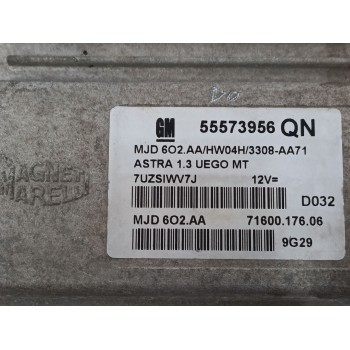 GM 55573956 QN
MJD 6O2.AA/HW04H/3308-AA71
ASTRA 1.3 UEGO MT
7UZSIWV7J 12V=
D032
MJD 6O2.AA 71600.176.06
9G29
MAGNETI
MARELLI